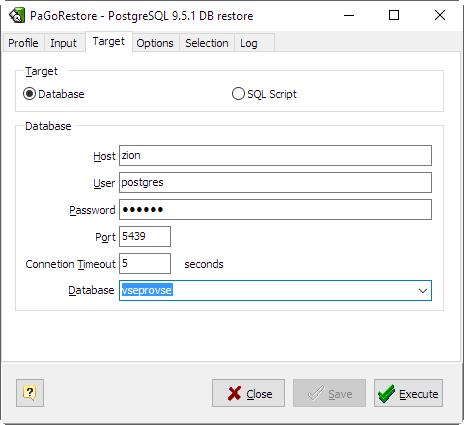 PaGoRestore - PostgreSQL 9.5.1 DB restore
Profile Input Target Options Selection Log
Target
Database SQL Script
Database
Host zion
User postgres
Password ●●●●●●
Port 5439
Connetion Timeout 5 seconds
Database vseprovse
? Close Save Execute